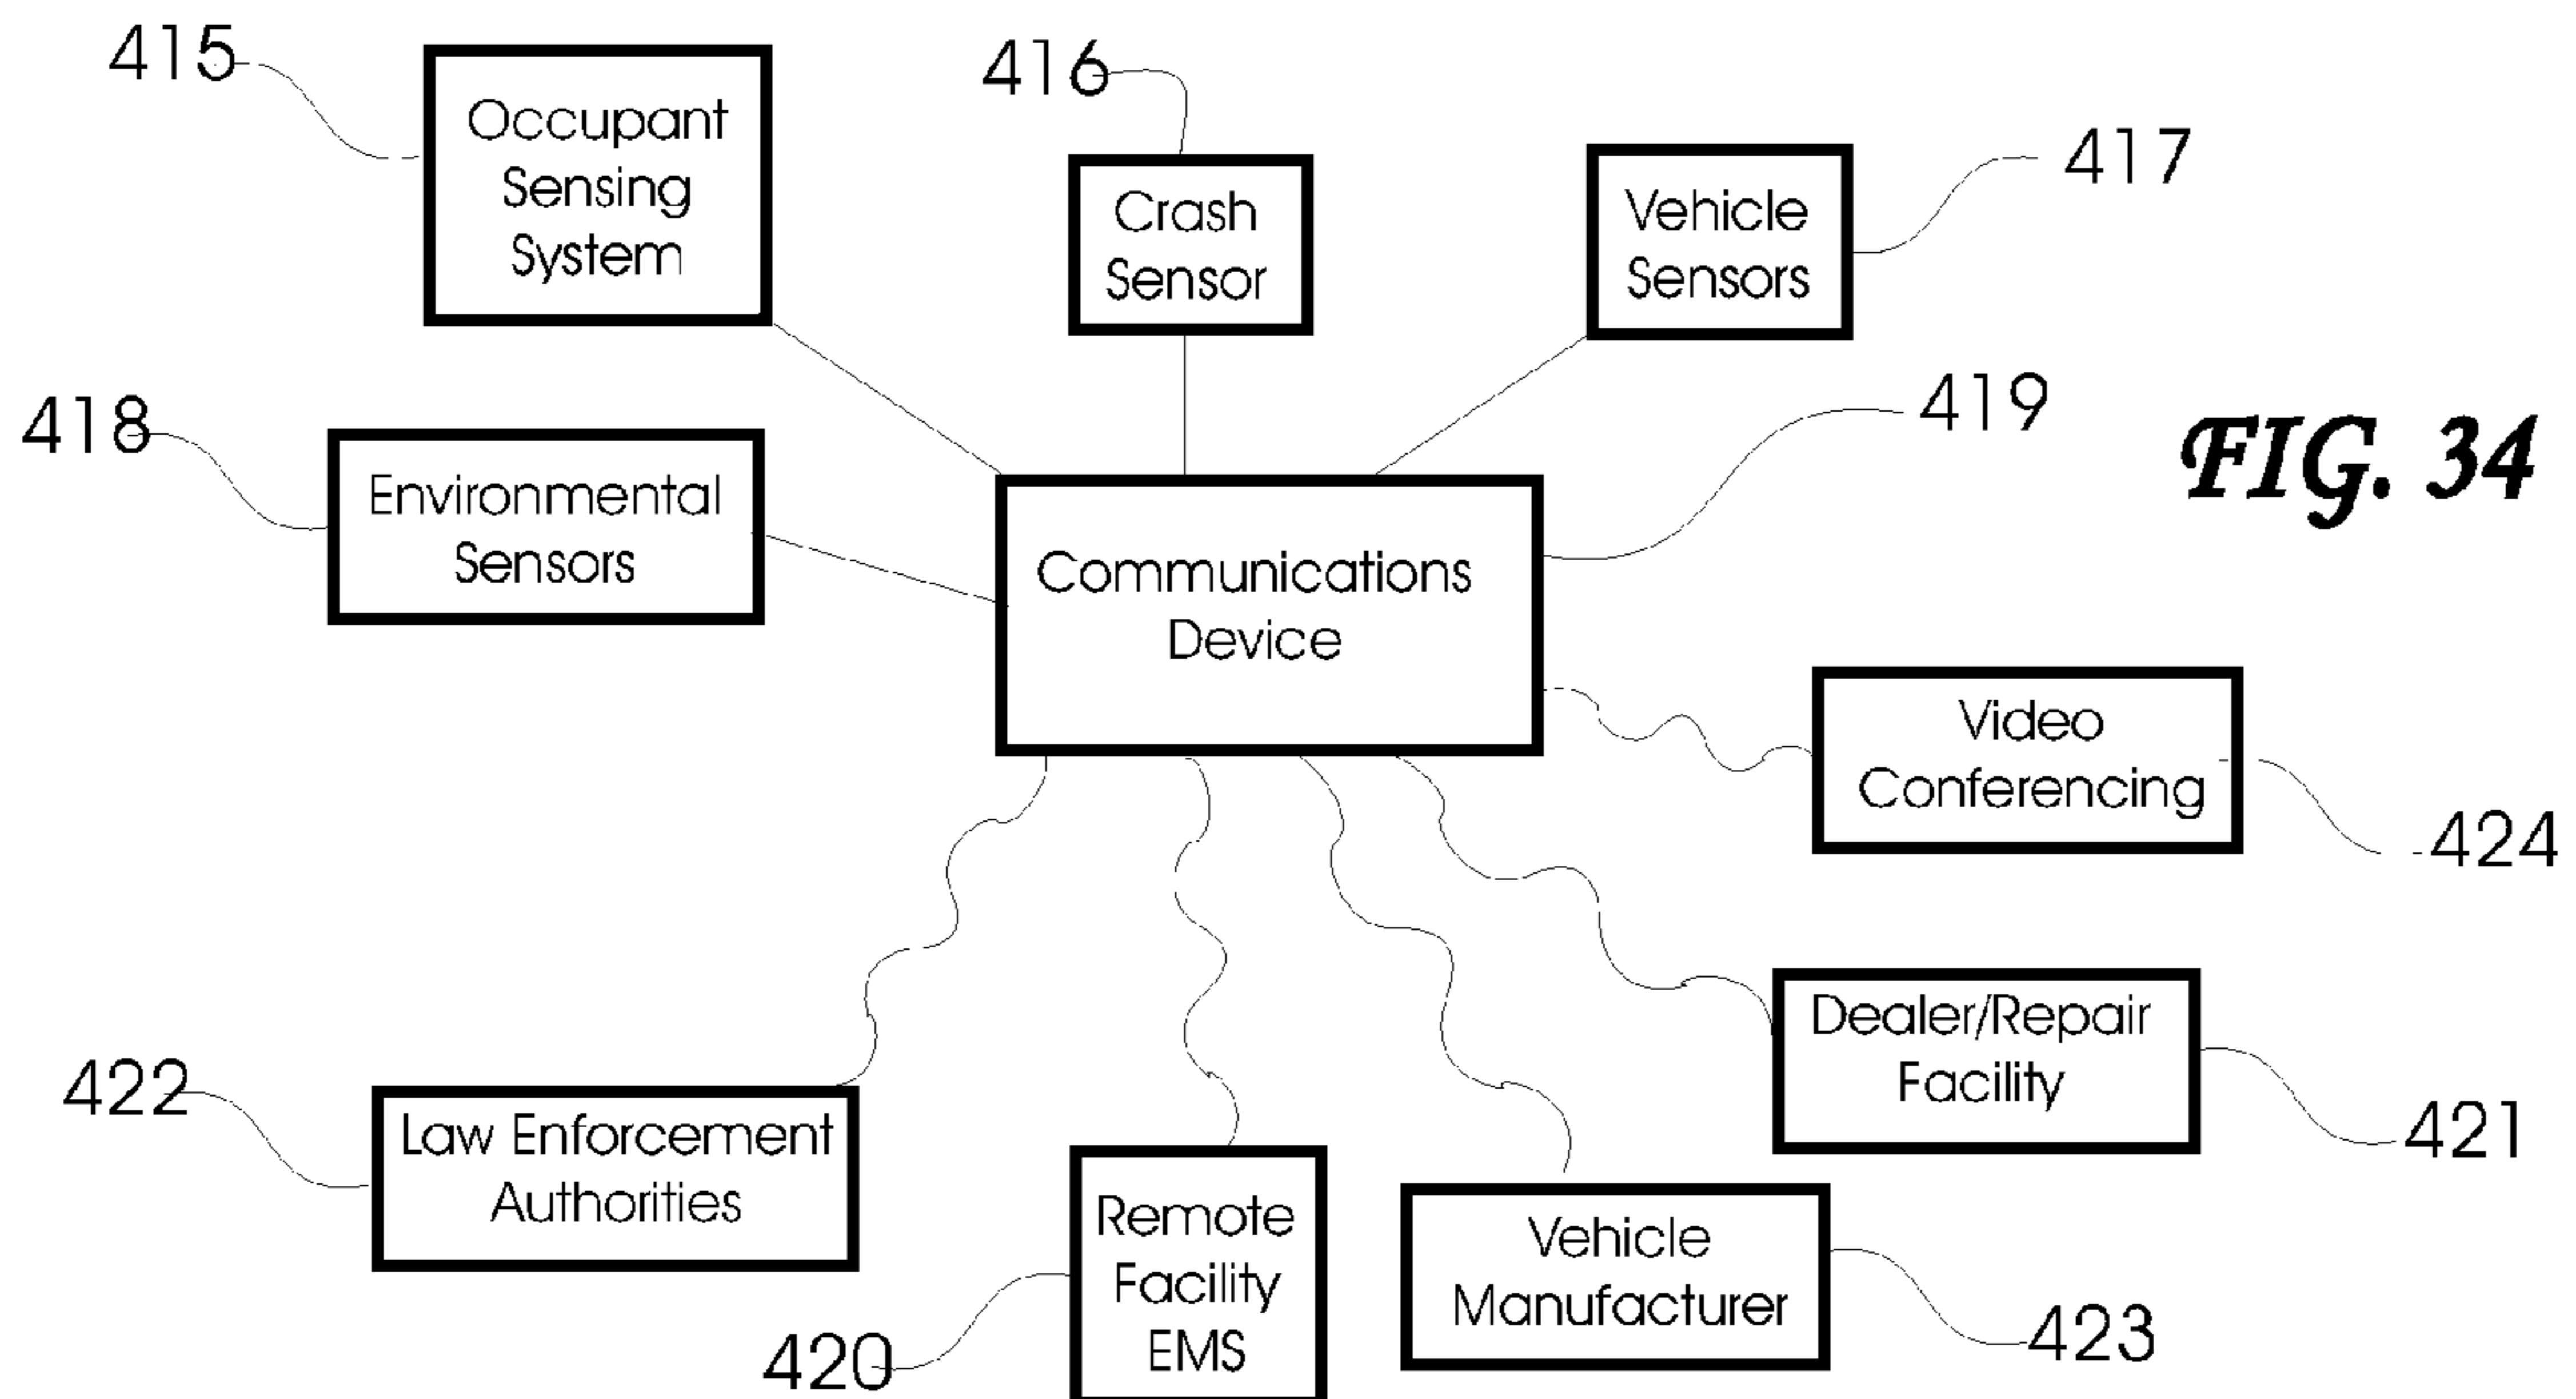 415
Occupant
Sensing
System
416
Crash
Sensor
417
Vehicle
Sensors
418
Environmental
Sensors
419
FIG. 34
Communications
Device
Video
Conferencing
424
Dealer/Repair
Facility
421
422
Law Enforcement
Authorities
Remote
Facility
EMS
420
Vehicle
Manufacturer
423